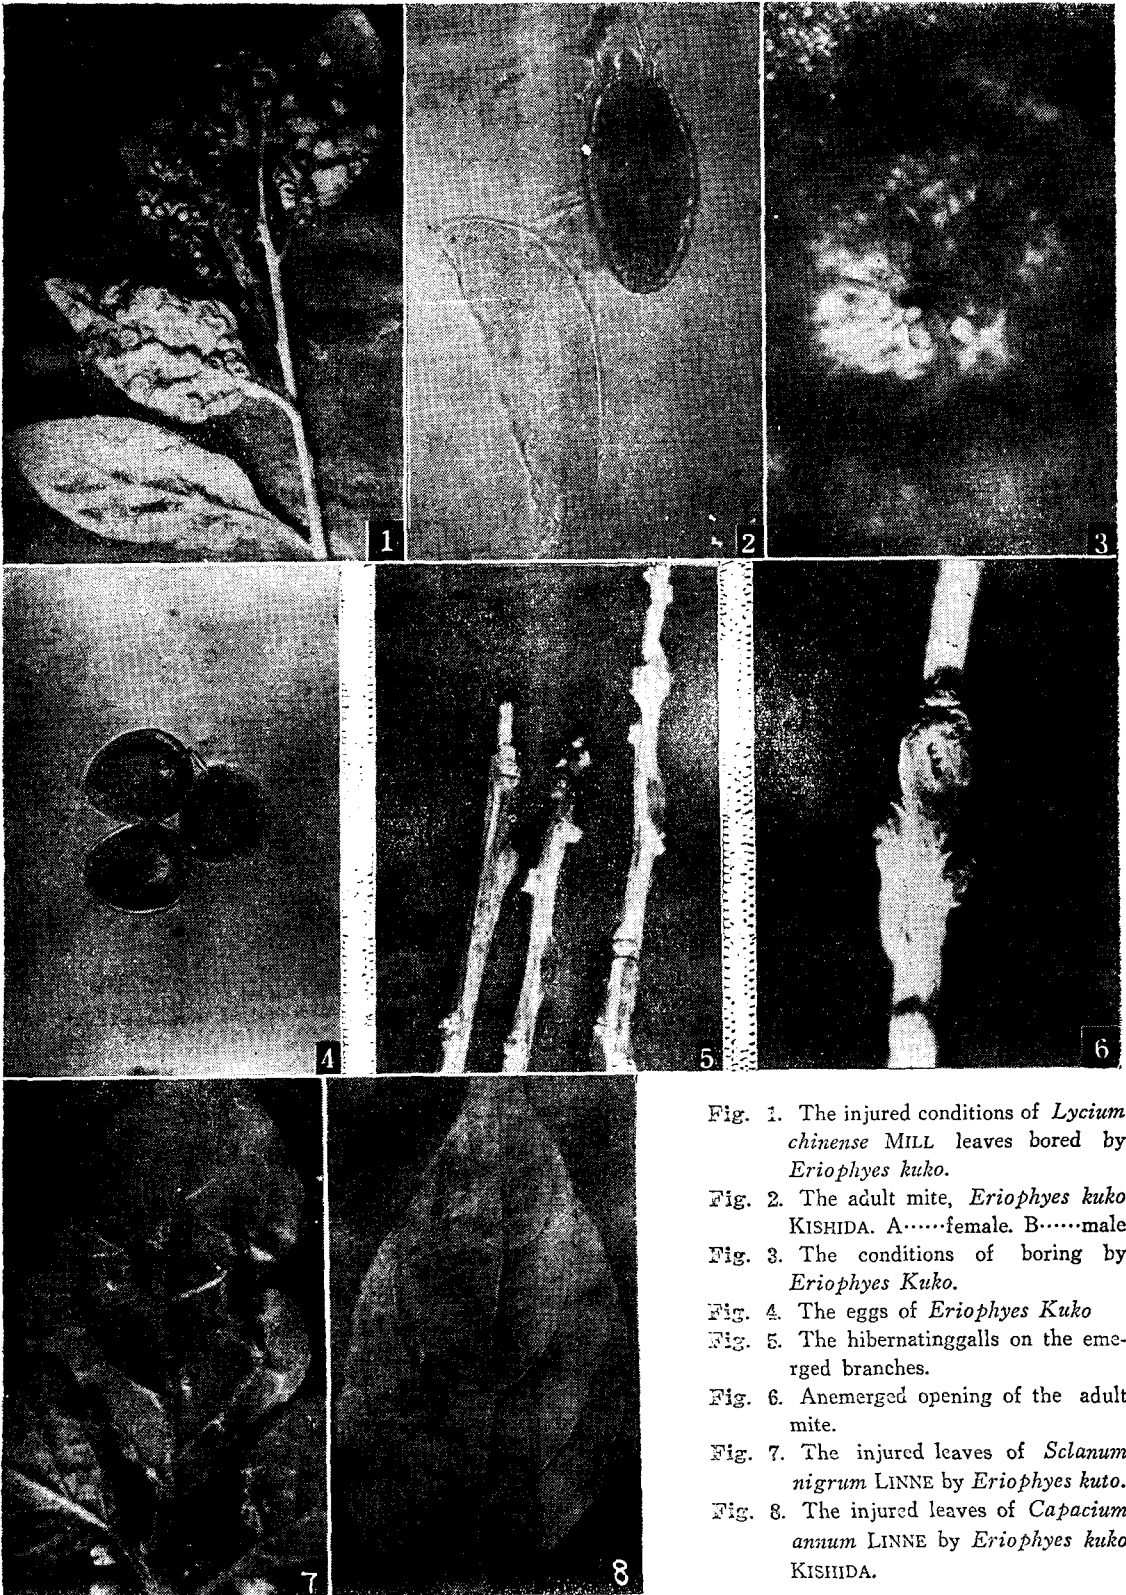 1
2
3
4
5
6
7
8
Fig. 1. The injured conditions of Lycium
chinense MILL leaves bored by
Eriophyes kuko.
Fig. 2. The adult mite, Eriophyes kuko
KISHIDA. A······female. B······male
Fig. 3. The conditions of boring by
Eriophyes Kuko.
Fig. 4. The eggs of Eriophyes Kuko
Fig. 5. The hibernatinggalls on the eme-
rged branches.
Fig. 6. Anemerged opening of the adult
mite.
Fig. 7. The injured leaves of Sclanum
nigrum LINNE by Eriophyes kuto.
Fig. 8. The injured leaves of Capacium
annum LINNE by Eriophyes kuko
KISHIDA.